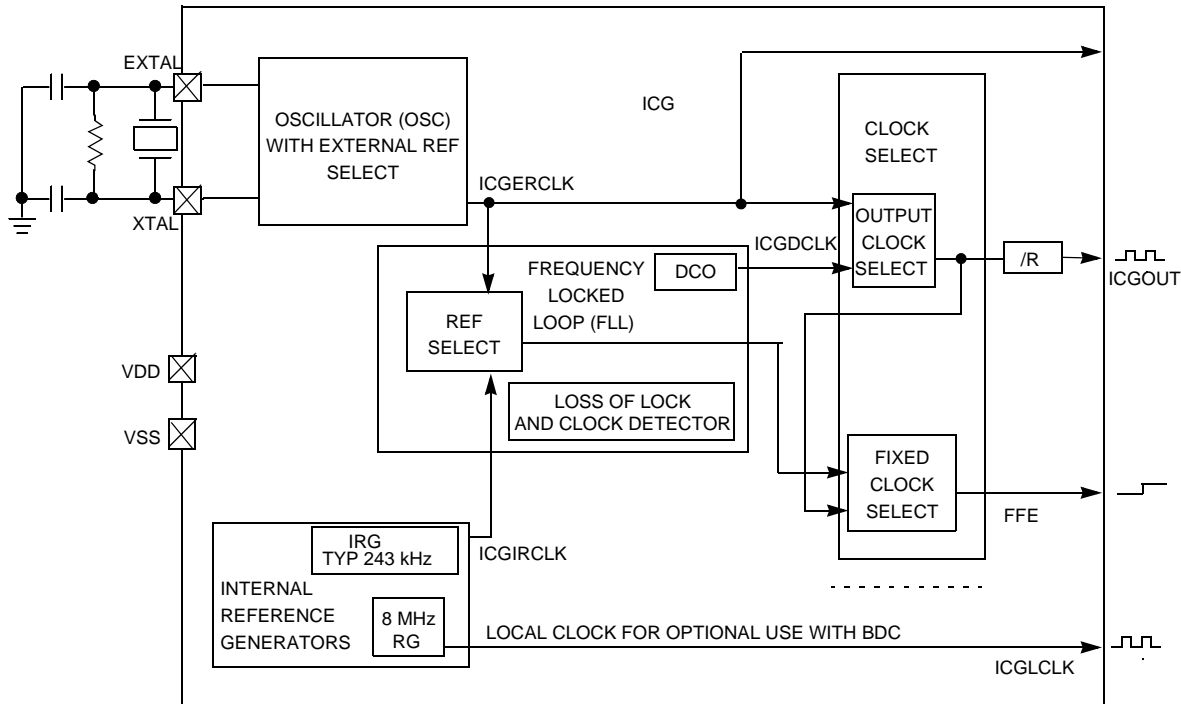 EXTAL
XTAL
OSCILLATOR (OSC)
WITH EXTERNAL REF
SELECT
ICG
CLOCK
SELECT
ICGERCLK
OUTPUT
CLOCK
SELECT
ICGDCLK
/R
ICGOUT
FREQUENCY
LOCKED
LOOP (FLL)
DCO
REF
SELECT
LOSS OF LOCK
AND CLOCK DETECTOR
VDD
VSS
FIXED
CLOCK
SELECT
FFE
IRG
TYP 243 kHz
ICGIRCLK
INTERNAL
REFERENCE
GENERATORS
8 MHz
RG
LOCAL CLOCK FOR OPTIONAL USE WITH BDC
ICGLCLK